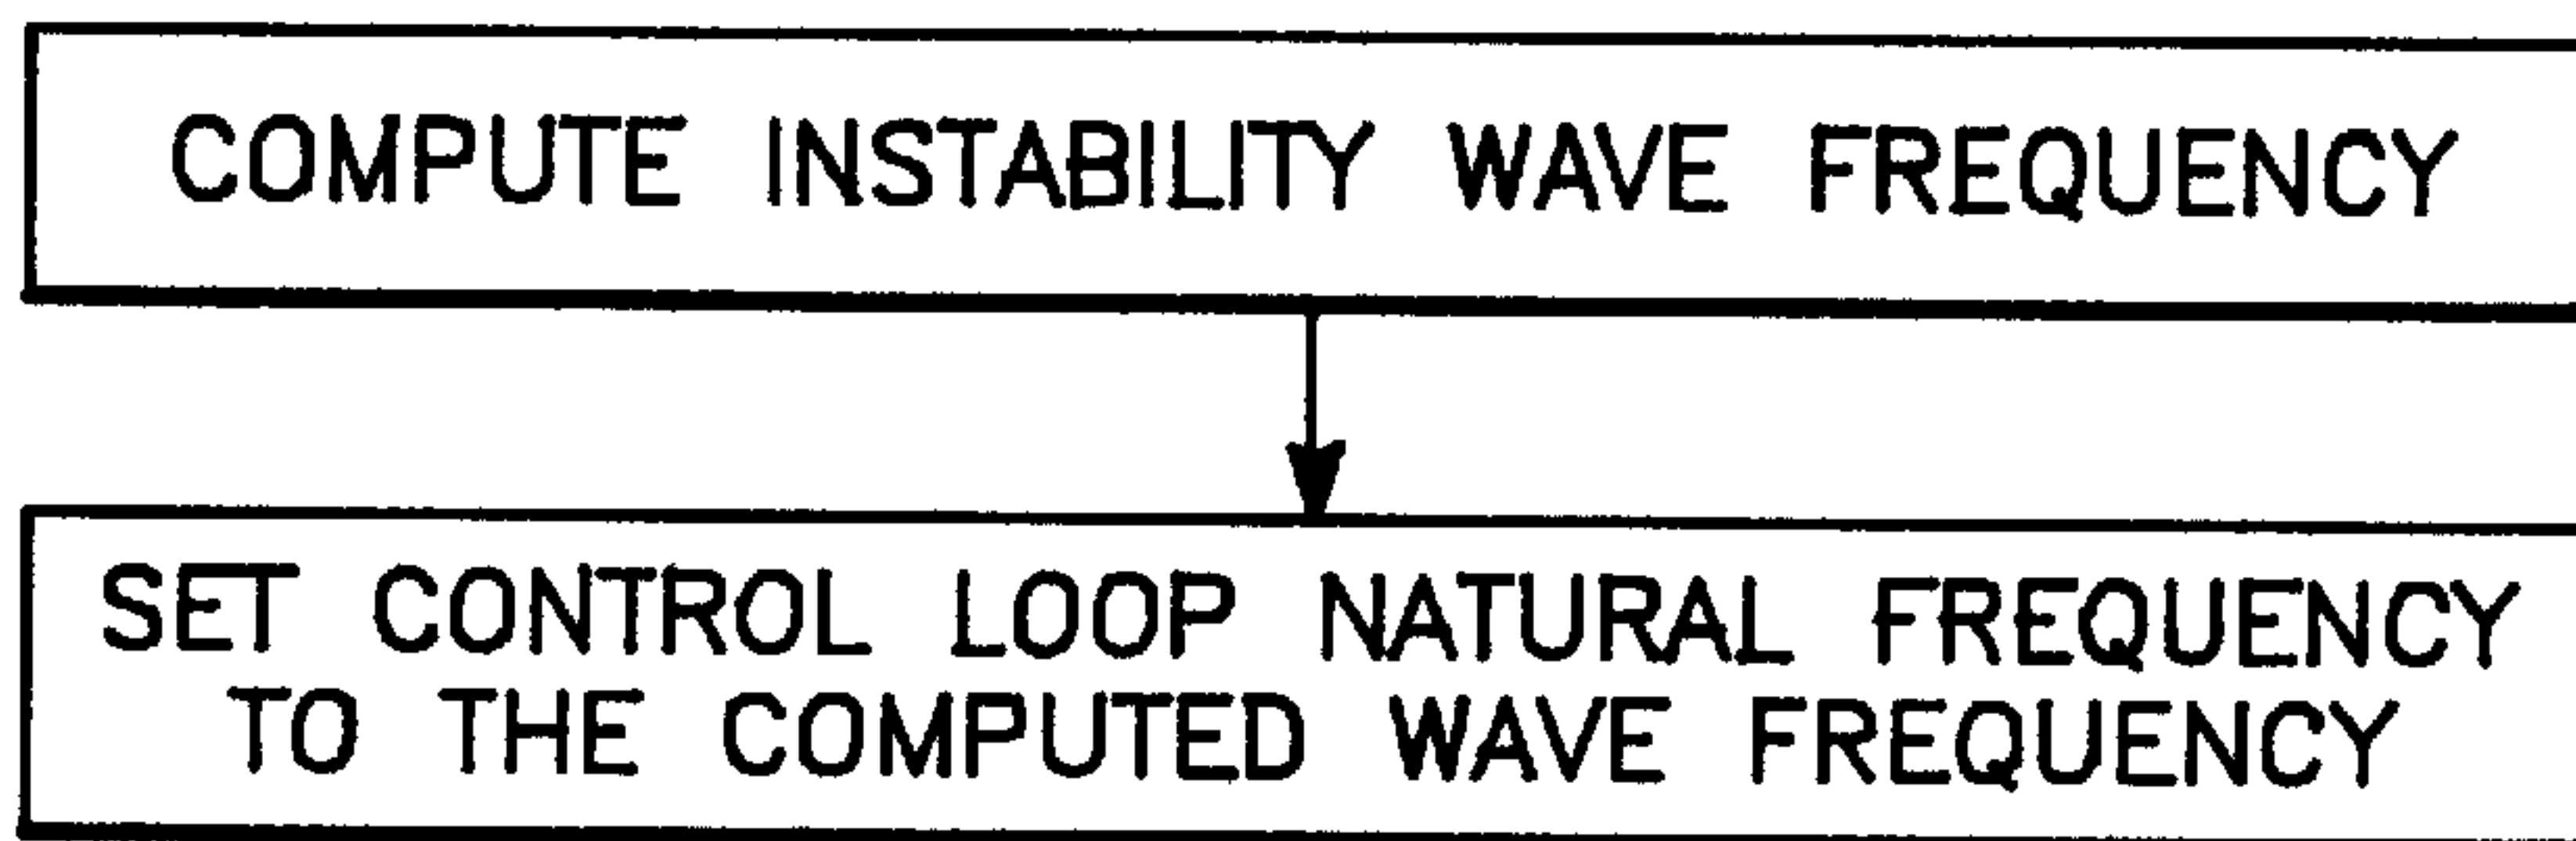 COMPUTE INSTABILITY WAVE FREQUENCY
SET CONTROL LOOP NATURAL FREQUENCY
TO THE COMPUTED WAVE FREQUENCY